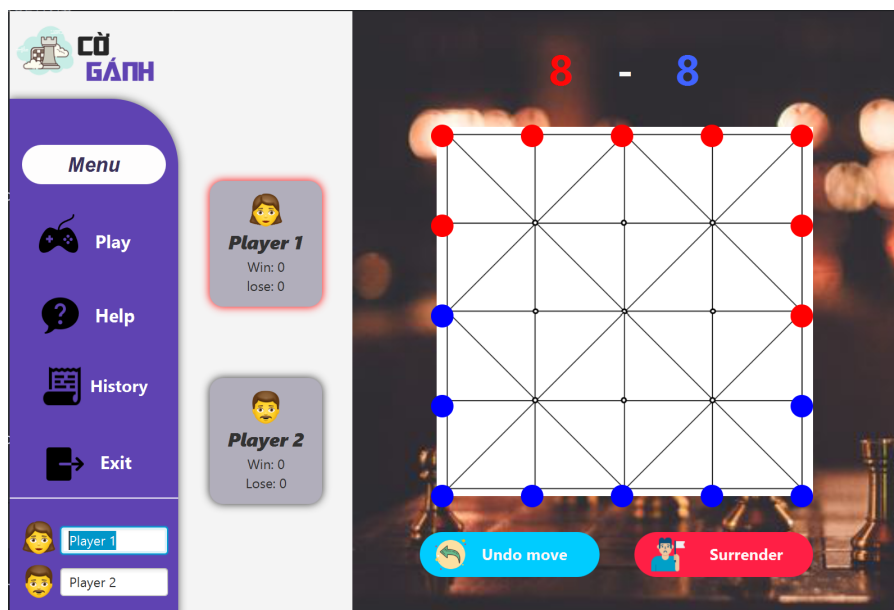 CỜ
GÁNH
Menu
Play
Help
History
Exit
Player 1
Player 2
Player 1
Win: 0
lose: 0
Player 2
Win: 0
Lose: 0
8 - 8
Undo move
Surrender